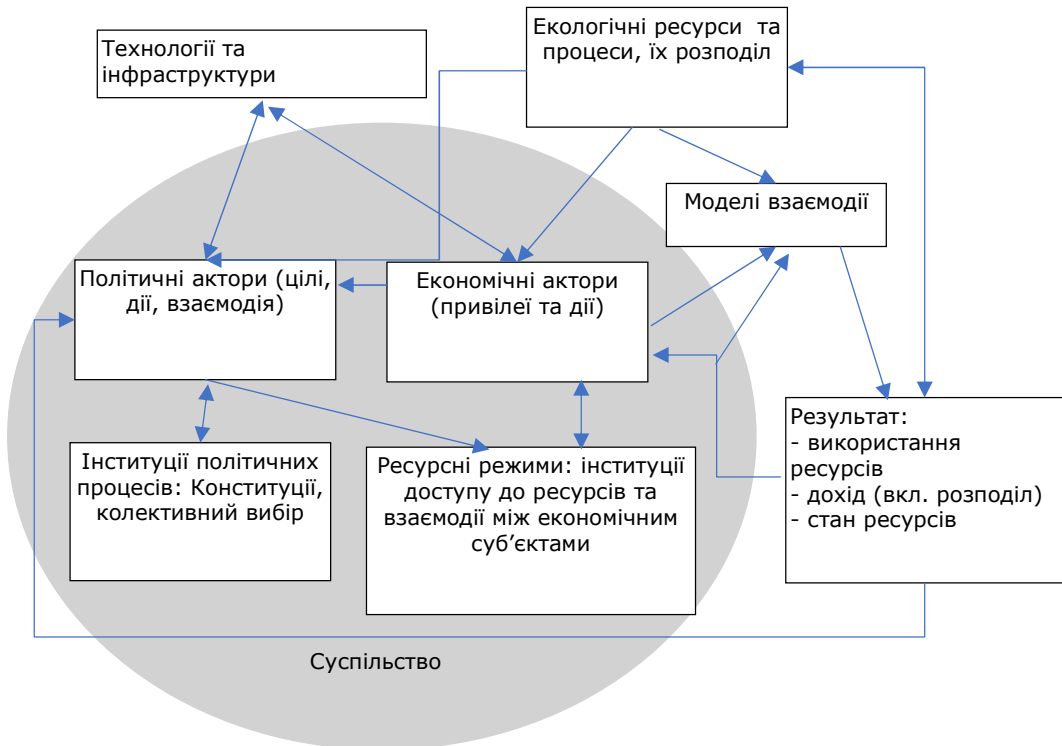 Технології та
інфраструктури
Екологічні ресурси та
процеси, їх розподіл
Моделі взаємодії
Політичні актори (цілі,
дії, взаємодія)
Економічні актори
(привілеї та дії)
Інституції політичних
процесів: Конституції,
колективний вибір
Ресурсні режими: інституції
доступу до ресурсів та
взаємодії між економічним
суб’єктами
Результат:
- використання
ресурсів
- дохід (вкл. розподіл)
- стан ресурсів
Суспільство